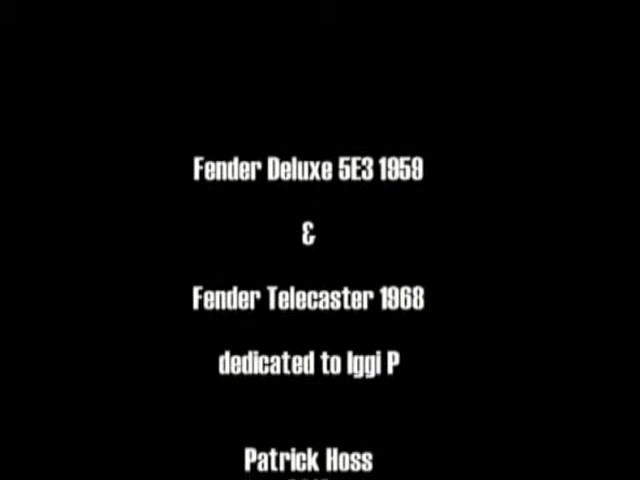 Fender Deluxe 5E3 1959
&
Fender Telecaster 1968
dedicated to Iggi P
Patrick Hoss